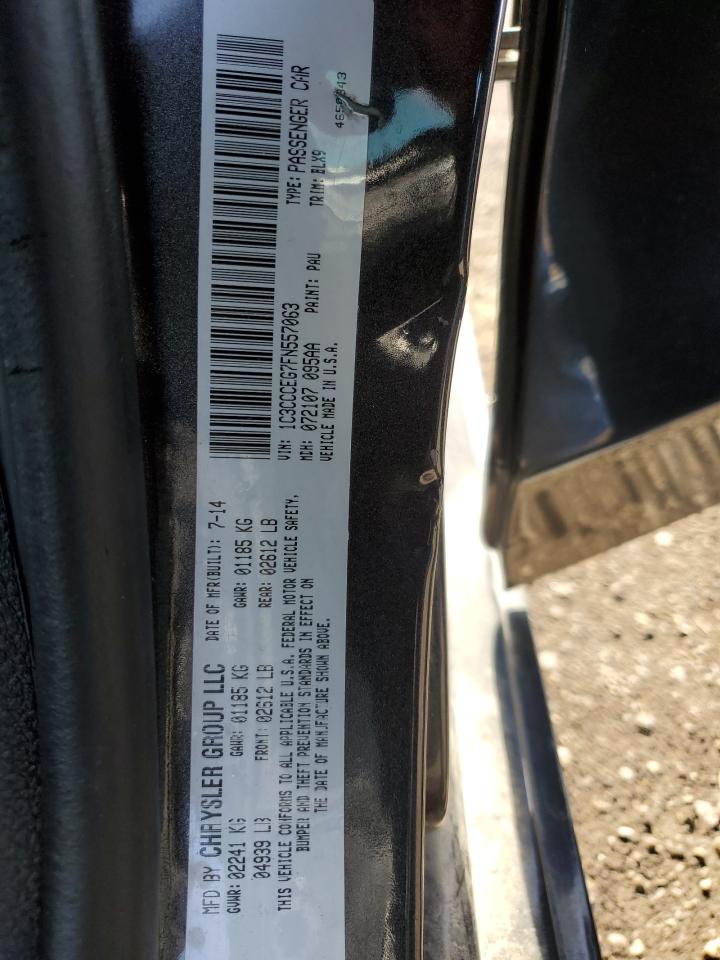 MFD BY CHRYSLER GROUP LLC DATE OF MFR(BUILT): 7-14
GVWR: 02241 KG GAWR: 01185 KG GAWR: 01185 KG
04939 LB FRONT: 02612 LB REAR: 02612 LB
THIS VEHICLE CONFORMS TO ALL APPLICABLE U.S.A. FEDERAL MOTOR VEHICLE SAFETY,
BUMPER AND THEFT PREVENTION STANDARDS IN EFFECT ON
THE DATE OF MANUFACTURE SHOWN ABOVE.
VIN: 1C3CCCEG7FN557063 TYPE: PASSENGER CAR
MDH: 072107 095AA PAINT: PAU TRIM: BLX9
VEHICLE MADE IN U.S.A.